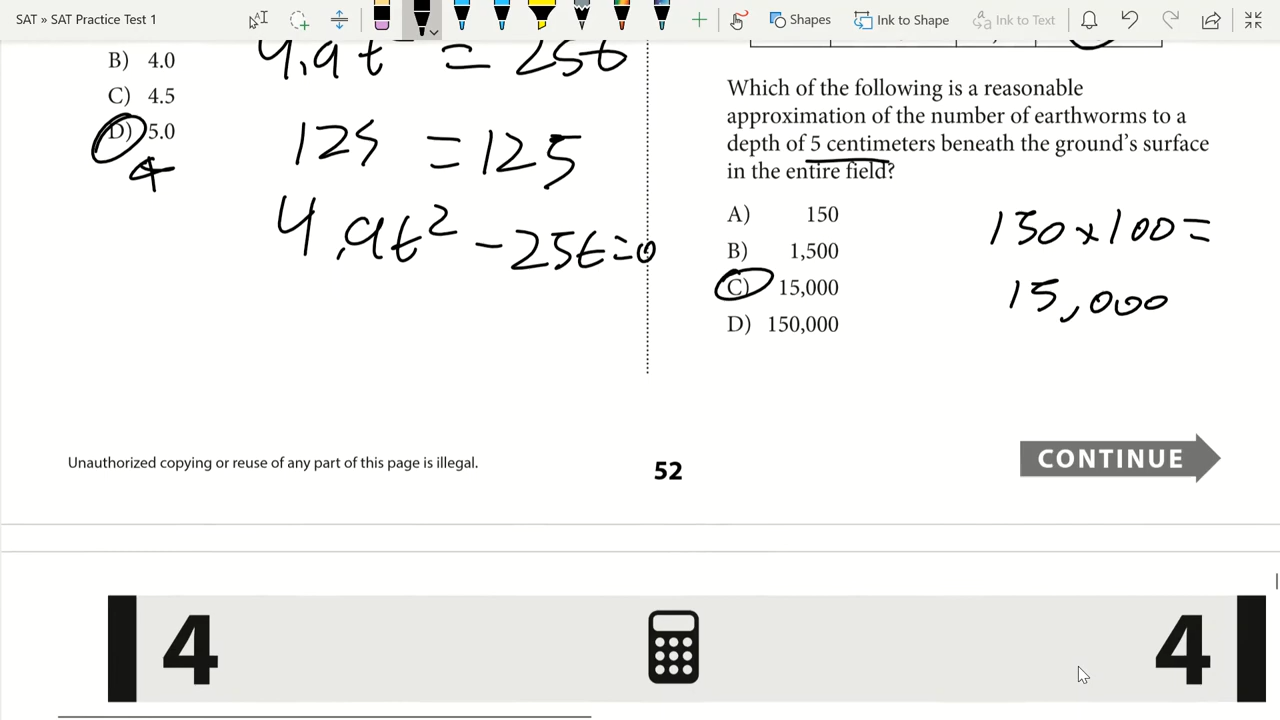 SAT » SAT Practice Test 1
Shapes
Ink to Shape
Ink to Text
B) 4.0
C) 4.5
D) 5.0
4.9t = 25t
125 = 125
4.9t² - 25t = 0
Which of the following is a reasonable
approximation of the number of earthworms to a
depth of 5 centimeters beneath the ground's surface
in the entire field?
A) 150
B) 1,500
C) 15,000
D) 150,000
150 x 100 =
15,000
Unauthorized copying or reuse of any part of this page is illegal.
52
CONTINUE
4
4